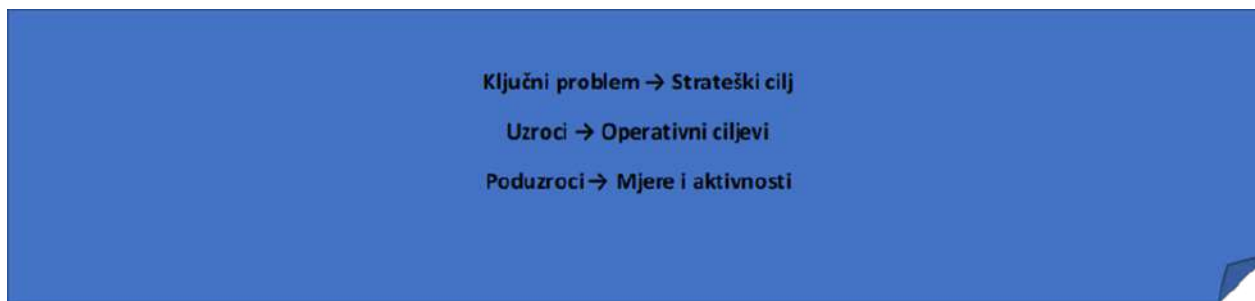 Ključni problem → Strateški cilj
Uzroci → Operativni ciljevi
Poduzroci → Mjere i aktivnosti